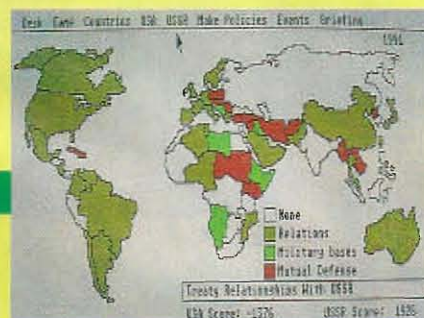 Desk Game Countries USA USSR Make Policies Events Briefing
1991
None
Relations
Military bases
Mutual Defense
Treaty Relationships With USSR
USA Score: -1376 USSR Score: 1926